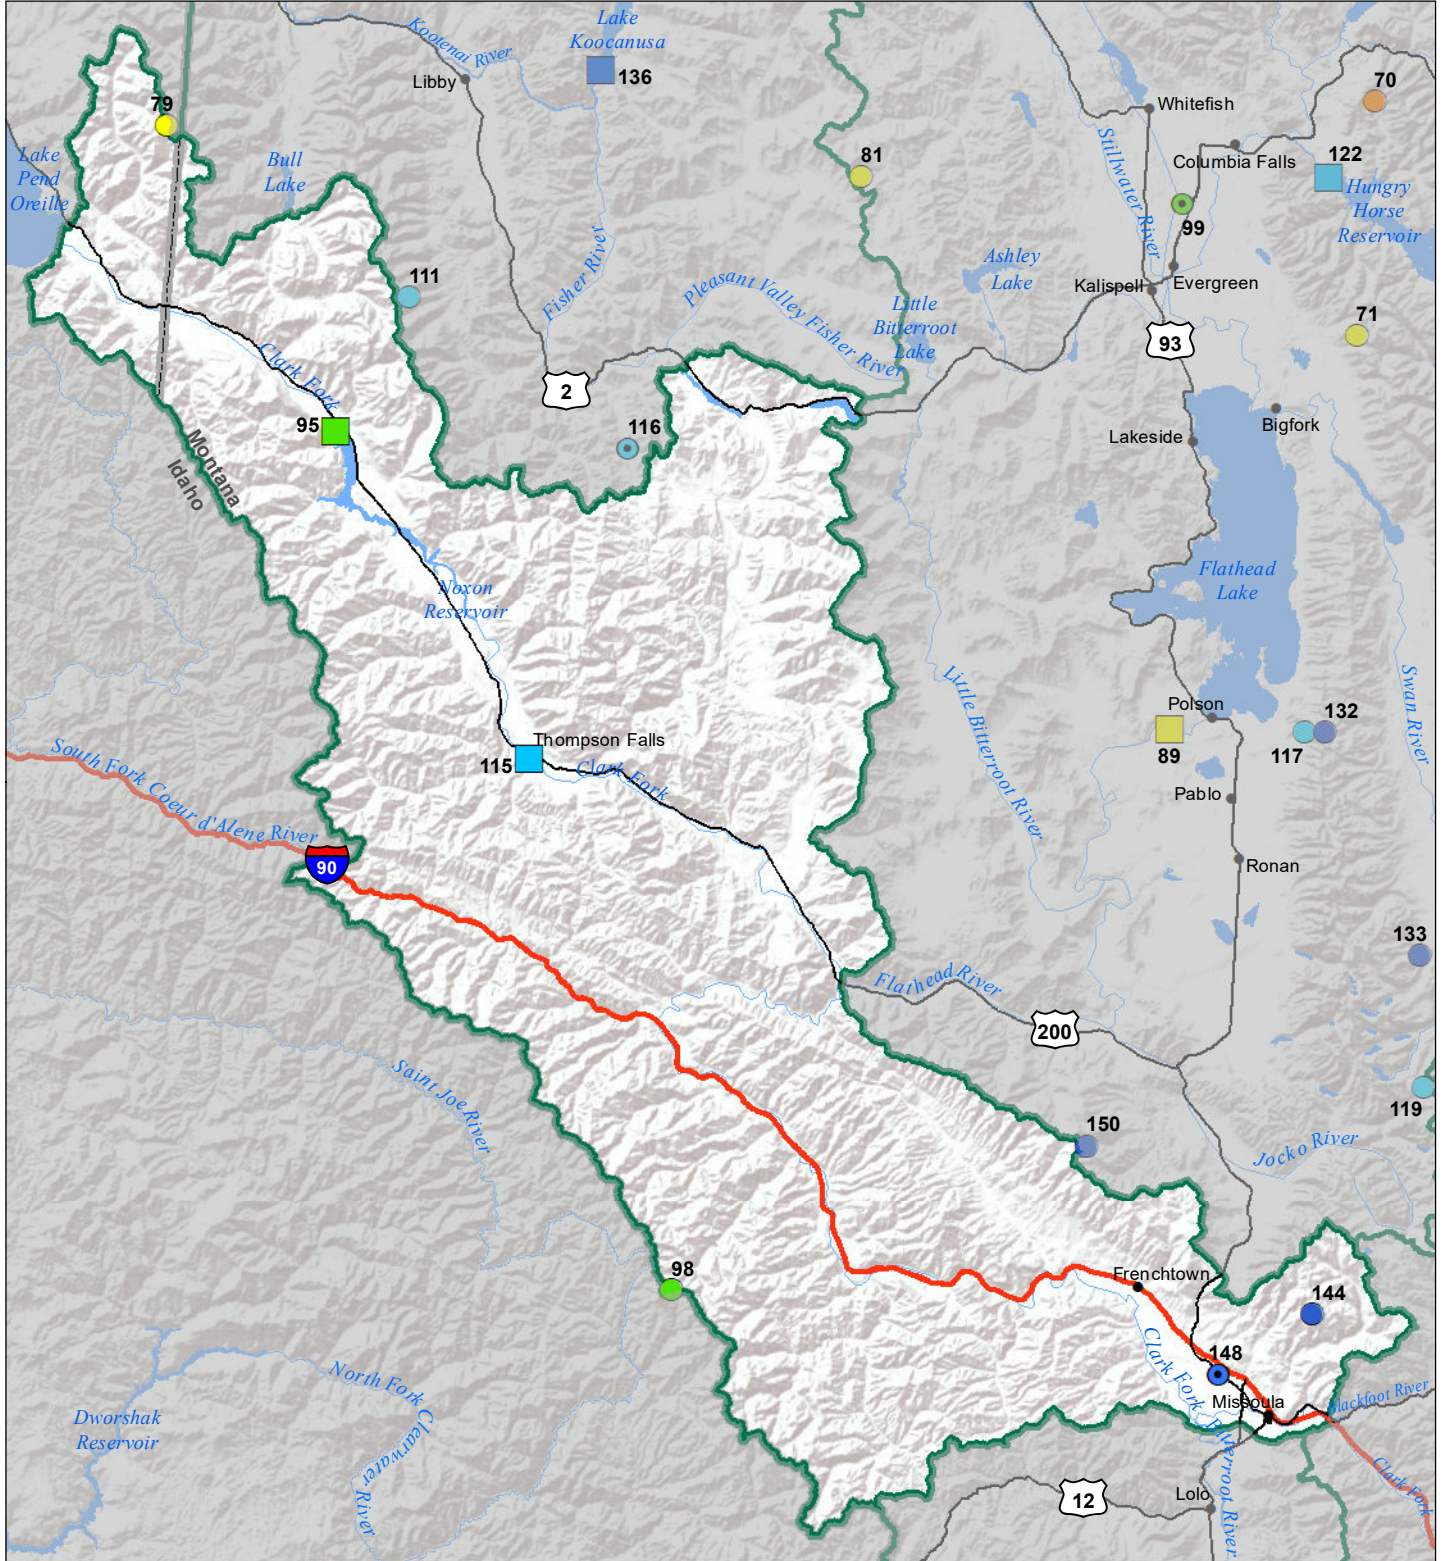 Lake
Koocanusa
Kootenai River
Libby
136
70
79
Whitefish
Stillwater River
Columbia Falls
122
Lake
Pend
Oreille
Bull
Lake
81
Hungry
Horse
Reservoir
99
111
Fisher River
Pleasant Valley Fisher River
Ashley
Lake
Kalispell
Evergreen
Little
Bitterroot
Lake
71
93
Clark Fork
2
95
116
Lakeside
Bigfork
Montana
Idaho
Noxon
Reservoir
Flathead
Lake
Little Bitterroot River
Swan River
Polson
132
117
89
Thompson Falls
115
Clark Fork
Pablo
South Fork Coeur d'Alene River
90
Ronan
133
Flathead River
200
Saint Joe River
119
150
Jocko River
98
Frenchtown
144
148
Clark Fork
Missoula
Blackfoot River
North Fork Clearwater River
Dworshak
Reservoir
Bitterroot River
Clark Fork
12
Lolo